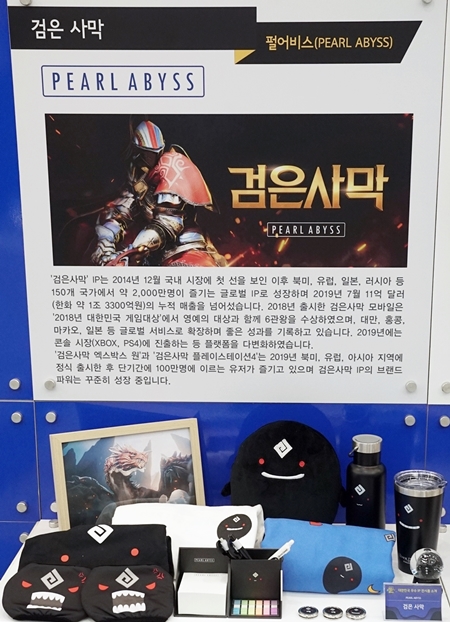 검은 사막
펄어비스(PEARL ABYSS)
PEARL ABYSS
검은사막
PEARL ABYSS
'검은사막' IP는 2014년 12월 국내 시장에 첫 선을 보인 이후 북미, 유럽, 일본, 러시아 등
150개 국가에서 약 2,000만명이 즐기는 글로벌 IP로 성장하며 2019년 7월 11억 달러
(한화 약 1조 3300억원)의 누적 매출을 넘어섰습니다. 2018년 출시한 검은사막 모바일은
'2018년 대한민국 게임대상'에서 영예의 대상과 함께 6관왕을 수상하였으며, 대만, 홍콩,
마카오, 일본 등 글로벌 서비스로 확장하며 좋은 성과를 기록하고 있습니다. 2019년에는
콘솔 시장(XBOX, PS4)에 진출하는 등 플랫폼을 다변화하였습니다.
'검은사막 엑스박스 원'과 '검은사막 플레이스테이션4'는 2019년 북미, 유럽, 아시아 지역에
정식 출시한 후 단기간에 100만명에 이르는 유저가 즐기고 있으며 검은사막 IP의 브랜드
파워는 꾸준히 성장 중입니다.
PEARL ABYSS
PEARL ABYSS
검은 사막